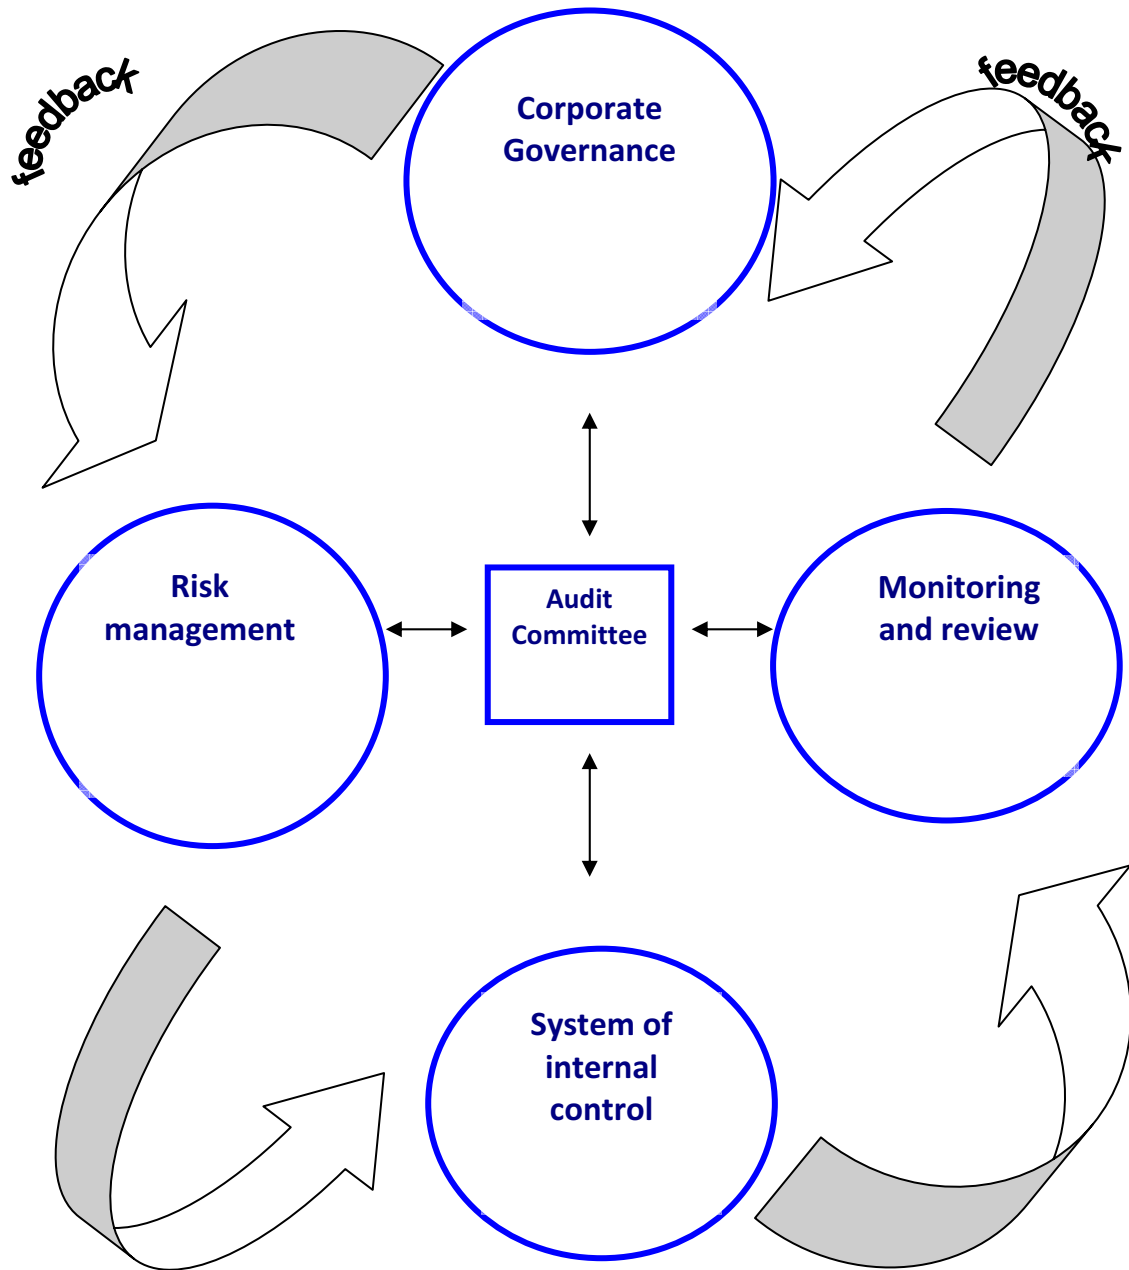 feedback
feedback
Corporate
Governance
Risk
management
Audit
Committee
Monitoring
and review
System of
internal
control